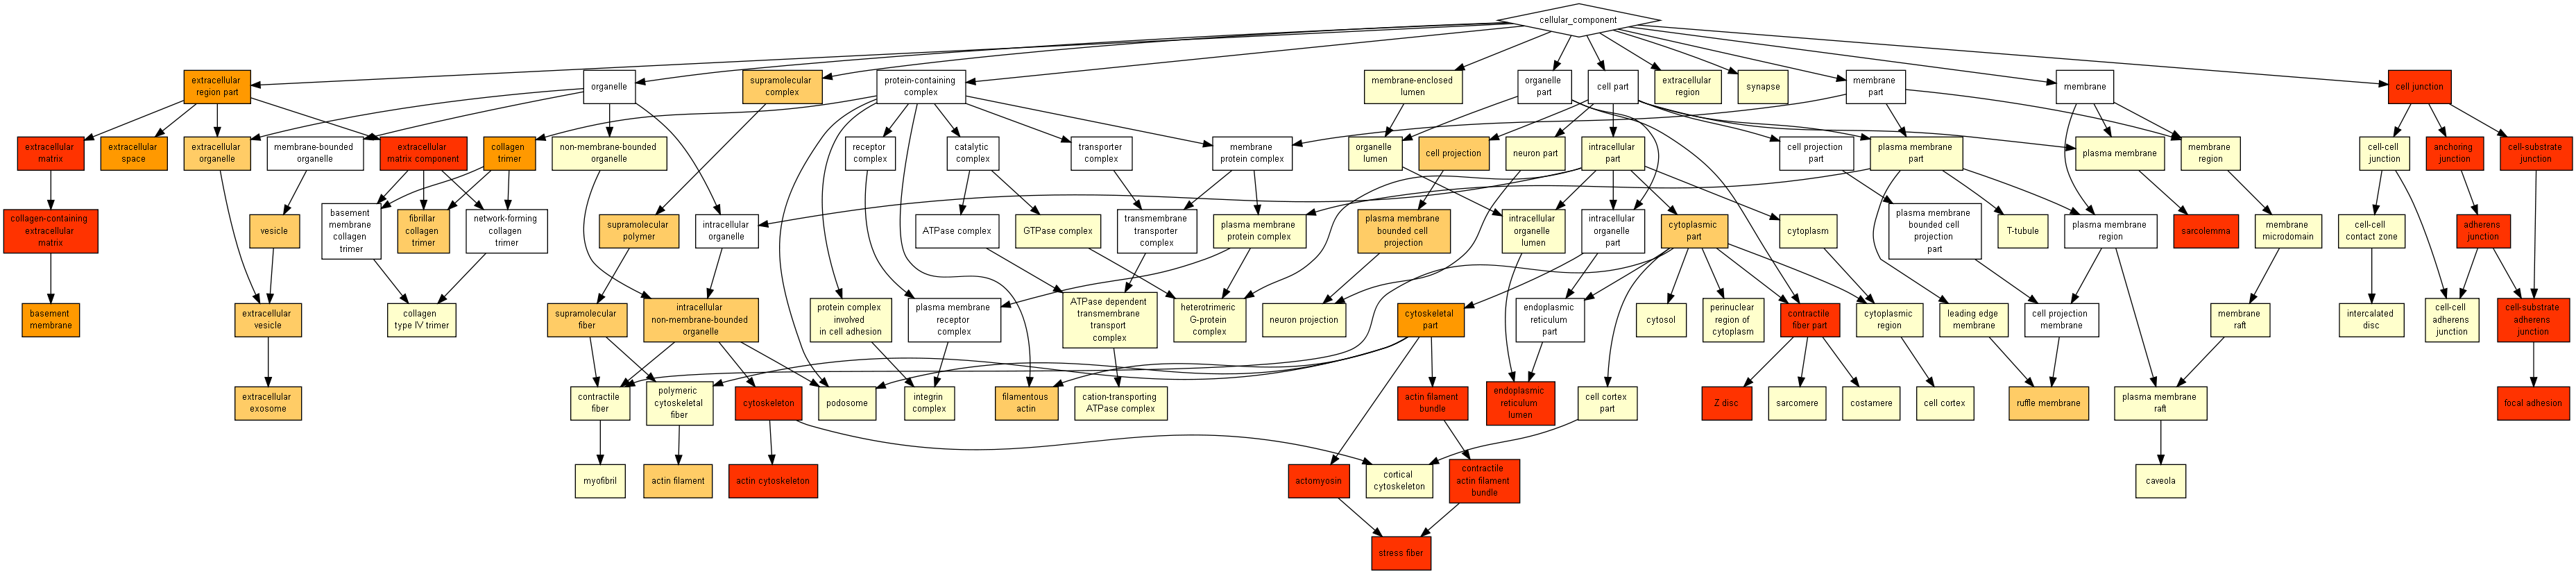 cellular_component
extracellular
region part
organelle
supramolecular
complex
protein-containing
complex
membrane-enclosed
lumen
organelle
part
cell part
extracellular
region
synapse
membrane
part
membrane
cell junction
extracellular
matrix
extracellular
space
extracellular
organelle
membrane-bounded
organelle
extracellular
matrix component
collagen
trimer
non-membrane-bounded
organelle
receptor
complex
catalytic
complex
transporter
complex
membrane
protein complex
organelle
lumen
cell projection
neuron part
intracellular
part
cell projection
part
plasma membrane
part
plasma membrane
membrane
region
cell-cell
junction
anchoring
junction
cell-substrate
junction
collagen-containing
extracellular
matrix
vesicle
basement
membrane
collagen
trimer
fibrillar
collagen
trimer
network-forming
collagen
trimer
supramolecular
polymer
intracellular
organelle
ATPase complex
GTPase complex
transmembrane
transporter
complex
plasma membrane
protein complex
plasma membrane
bounded cell
projection
intracellular
organelle
lumen
intracellular
organelle
part
cytoplasmic
part
cytoplasm
plasma membrane
bounded cell
projection
part
T-tubule
plasma membrane
region
sarcolemma
membrane
microdomain
cell-cell
contact zone
adherens
junction
basement
membrane
extracellular
vesicle
collagen
type IV trimer
supramolecular
fiber
intracellular
non-membrane-bounded
organelle
protein complex
involved
in cell adhesion
plasma membrane
receptor
complex
ATPase dependent
transmembrane
transport
complex
heterotrimeric
G-protein
complex
neuron projection
cytoskeletal
part
endoplasmic
reticulum
part
cytosol
perinuclear
region of
cytoplasm
contractile
fiber part
cytoplasmic
region
leading edge
membrane
cell projection
membrane
membrane
raft
intercalated
disc
cell-cell
adherens
junction
cell-substrate
adherens
junction
extracellular
exosome
contractile
fiber
polymeric
cytoskeletal
fiber
cytoskeleton
podosome
integrin
complex
filamentous
actin
cation-transporting
ATPase complex
actin filament
bundle
endoplasmic
reticulum
lumen
cell cortex
part
Z disc
sarcomere
costamere
cell cortex
ruffle membrane
plasma membrane
raft
focal adhesion
myofibril
actin filament
actin cytoskeleton
actomyosin
cortical
cytoskeleton
contractile
actin filament
bundle
caveola
stress fiber